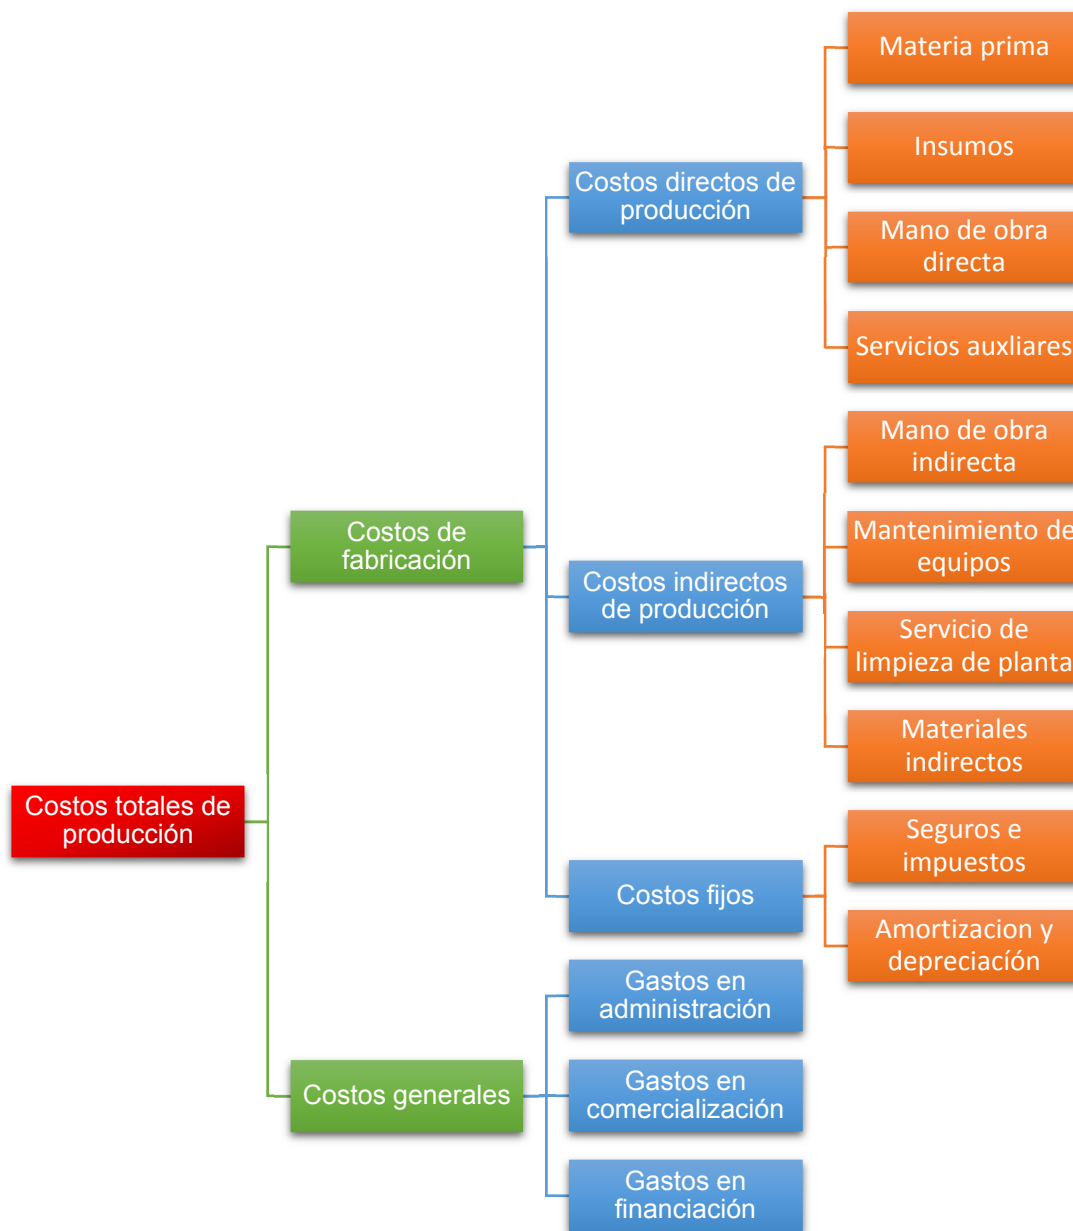 Costos totales de
producción
Costos de
fabricación
Costos directos de
producción
Materia prima
Insumos
Mano de obra
directa
Servicios auxliares
Costos indirectos
de producción
Mano de obra
indirecta
Mantenimiento de
equipos
Servicio de
limpieza de planta
Materiales
indirectos
Costos fijos
Seguros e
impuestos
Amortizacion y
depreciacíón
Costos generales
Gastos en
administración
Gastos en
comercialización
Gastos en
financiación